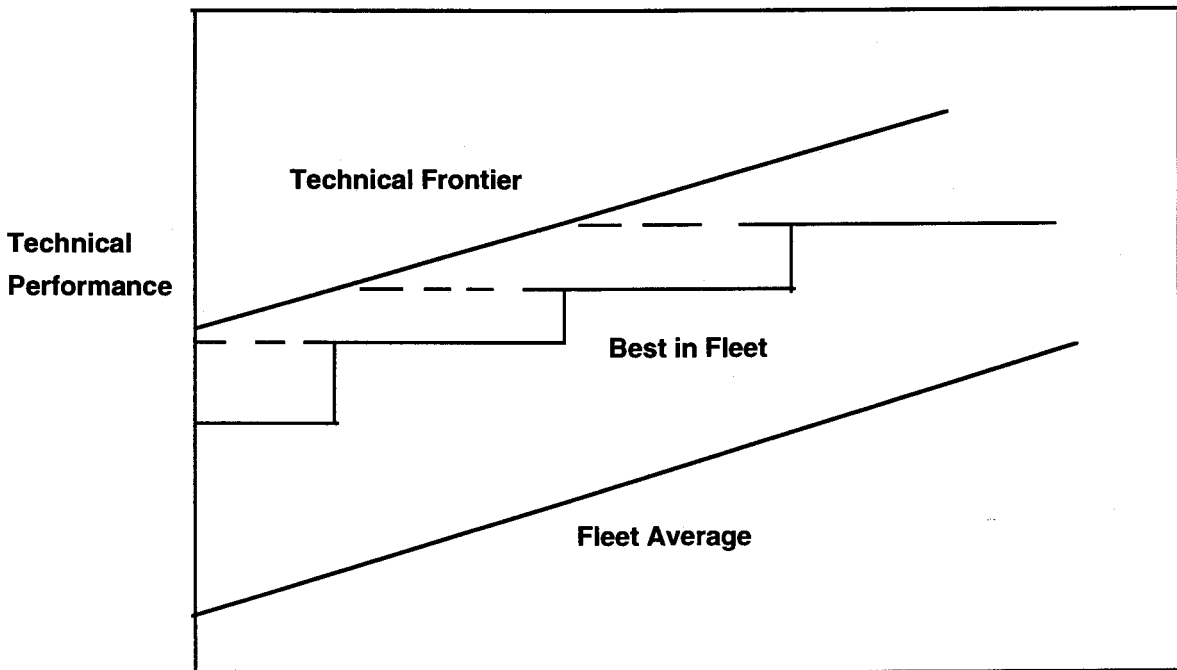 Technical Frontier
Technical
Performance
Best in Fleet
Fleet Average